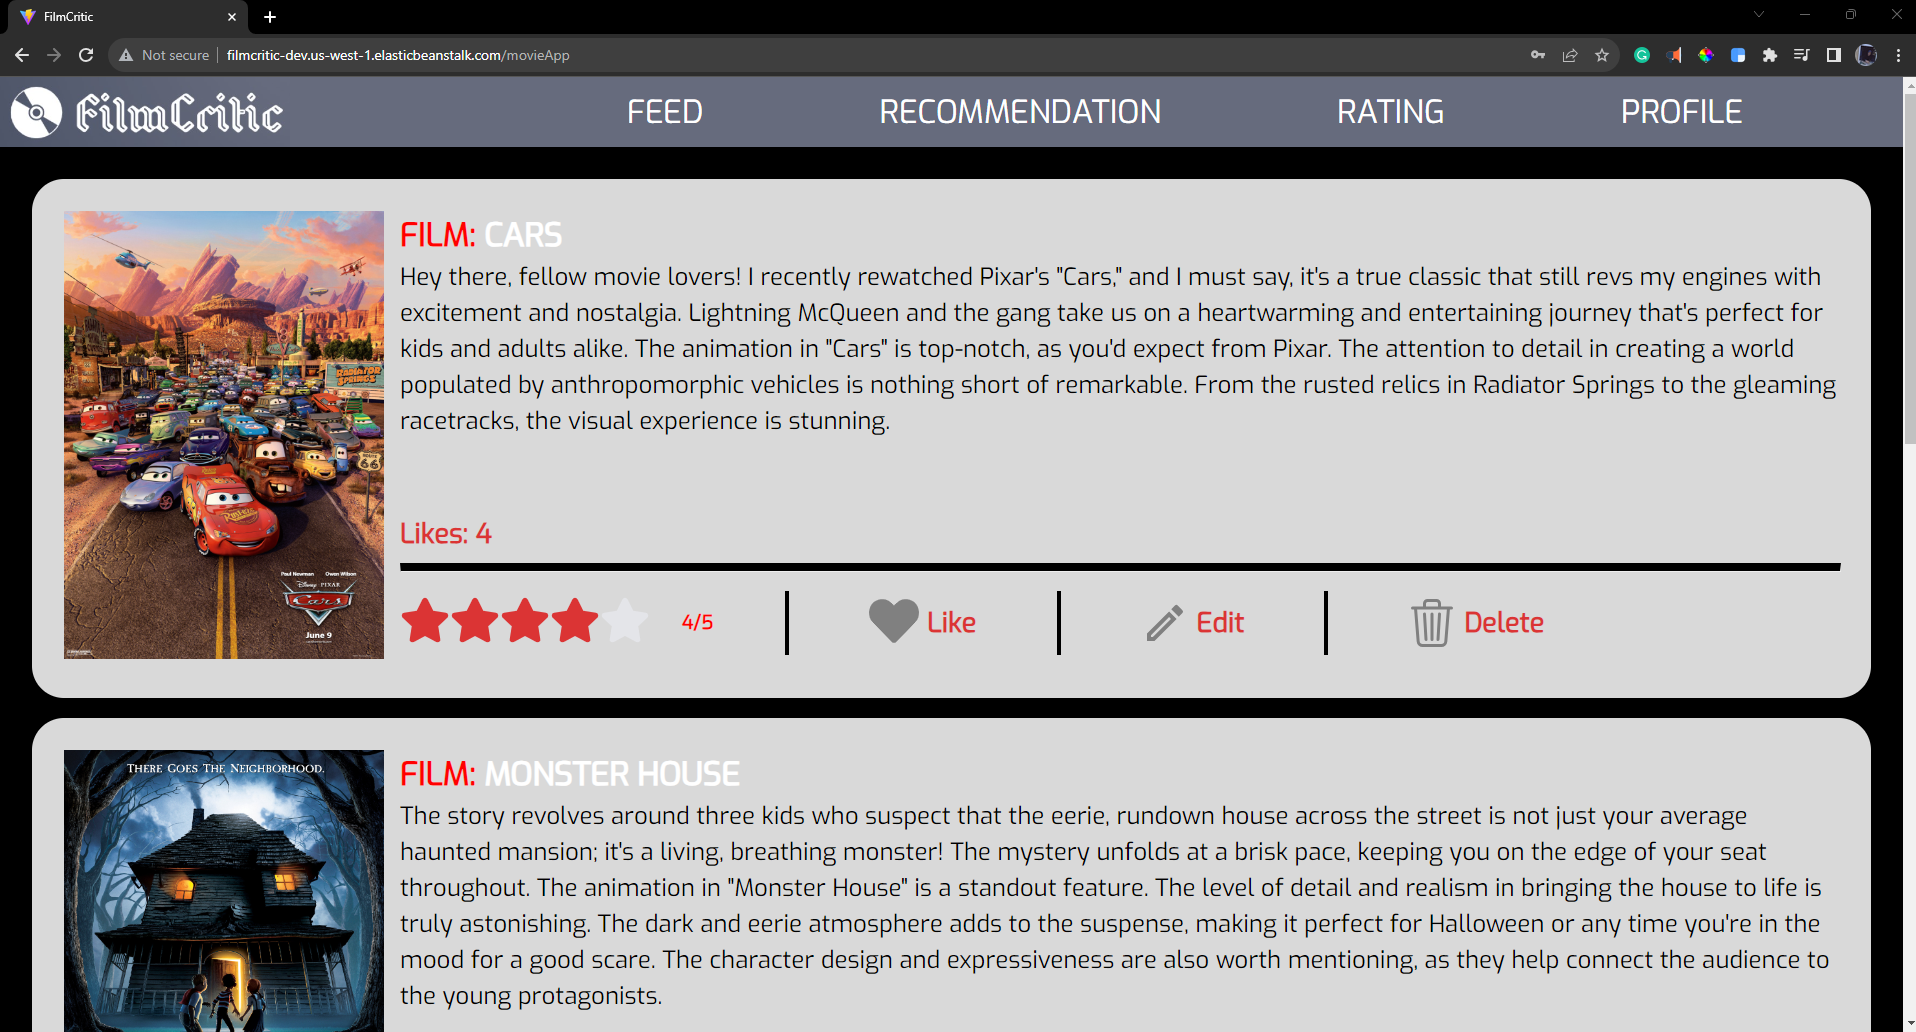 FilmCritic
Not secure
filmcritic-dev.us-west-1.elasticbeanstalk.com/movieApp
FilmCritic
FEED
RECOMMENDATION
RATING
PROFILE
FILM: CARS
Hey there, fellow movie lovers! I recently rewatched Pixar's "Cars," and I must say, it's a true classic that still revs my engines with
excitement and nostalgia. Lightning McQueen and the gang take us on a heartwarming and entertaining journey that's perfect for
kids and adults alike. The animation in "Cars" is top-notch, as you'd expect from Pixar. The attention to detail in creating a world
populated by anthropomorphic vehicles is nothing short of remarkable. From the rusted relics in Radiator Springs to the gleaming
racetracks, the visual experience is stunning.
RADIATOR
SPRINGS
ROUTE
66
Paul Newman Owen Wilson
Disney PIXAR
Cars
June 9
Likes: 4
4/5
Like
Edit
Delete
THERE GOES THE NEIGHBORHOOD.
FILM: MONSTER HOUSE
The story revolves around three kids who suspect that the eerie, rundown house across the street is not just your average
haunted mansion; it's a living, breathing monster! The mystery unfolds at a brisk pace, keeping you on the edge of your seat
throughout. The animation in "Monster House" is a standout feature. The level of detail and realism in bringing the house to life is
truly astonishing. The dark and eerie atmosphere adds to the suspense, making it perfect for Halloween or any time you're in the
mood for a good scare. The character design and expressiveness are also worth mentioning, as they help connect the audience to
the young protagonists.